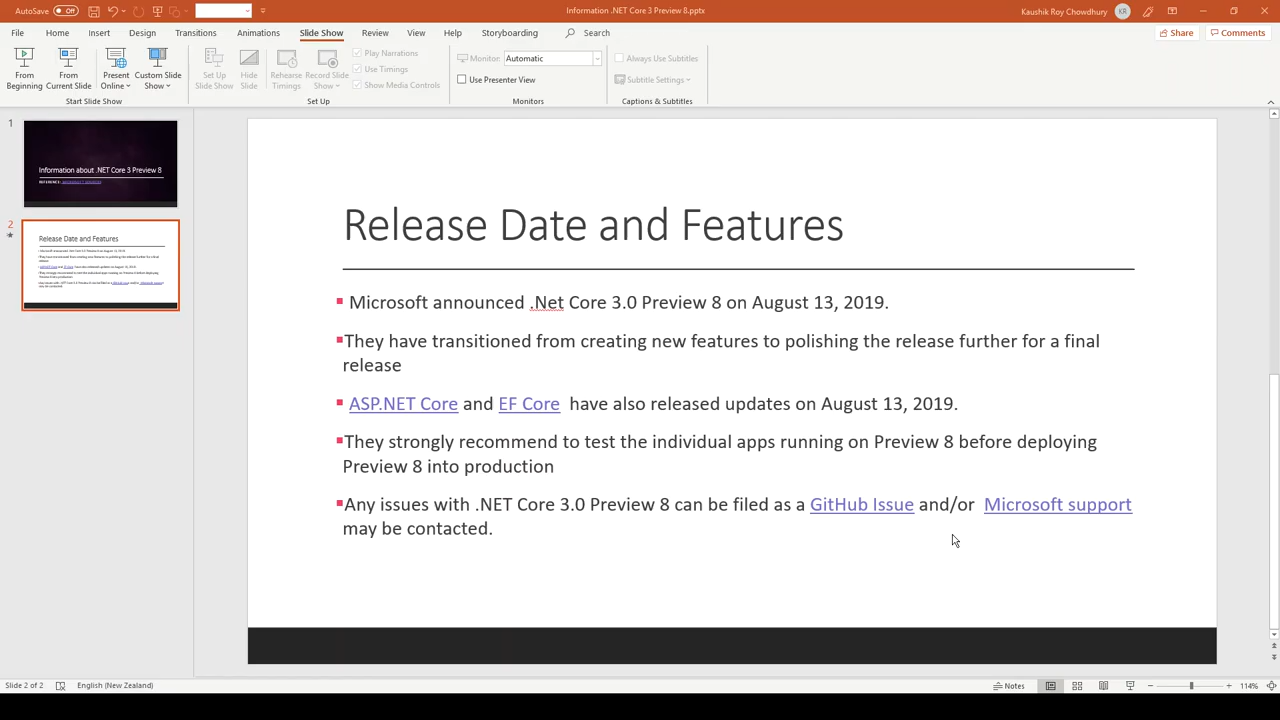 AutoSave Off
Information .NET Core 3 Preview 8.pptx
Kaushik Roy Chowdhury KR
File Home Insert Design Transitions Animations Slide Show Review View Help Storyboarding Search
Share Comments
From Beginning
From Current Slide
Present Online
Custom Slide Show
Start Slide Show
Set Up Slide Show
Hide Slide
Rehearse Timings
Record Slide Show
Play Narrations
Use Timings
Show Media Controls
Set Up
Monitor: Automatic
Use Presenter View
Monitors
Always Use Subtitles
Subtitle Settings
Captions & Subtitles
1
Information about .NET Core 3 Preview 8
2
Release Date and Features
Release Date and Features
Microsoft announced .Net Core 3.0 Preview 8 on August 13, 2019.
They have transitioned from creating new features to polishing the release further for a final
release
ASP.NET Core and EF Core have also released updates on August 13, 2019.
They strongly recommend to test the individual apps running on Preview 8 before deploying
Preview 8 into production
Any issues with .NET Core 3.0 Preview 8 can be filed as a GitHub Issue and/or Microsoft support
may be contacted.
Slide 2 of 2
English (New Zealand)
Notes
114%